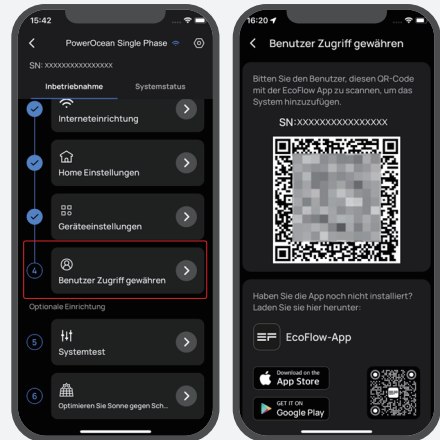 15:42
PowerOcean Single Phase
SN: XXXXXXXXXXXXXXXX
Inbetriebnahme
Systemstatus
Interneteinrichtung
Home Einstellungen
Geräteeinstellungen
4
Benutzer Zugriff gewähren
Optionale Einrichtung
5
Systemtest
6
Optimieren Sie Sonne gegen Sch...
16:20
Benutzer Zugriff gewähren
Bitten Sie den Benutzer, diesen QR-Code
mit der EcoFlow App zu scannen, um das
System hinzuzufügen.
SN:XXXXXXXXXXXXXXXX
Haben Sie die App noch nicht installiert?
Laden Sie sie hier herunter:
EcoFlow-App
Download on the
App Store
GET IT ON
Google Play